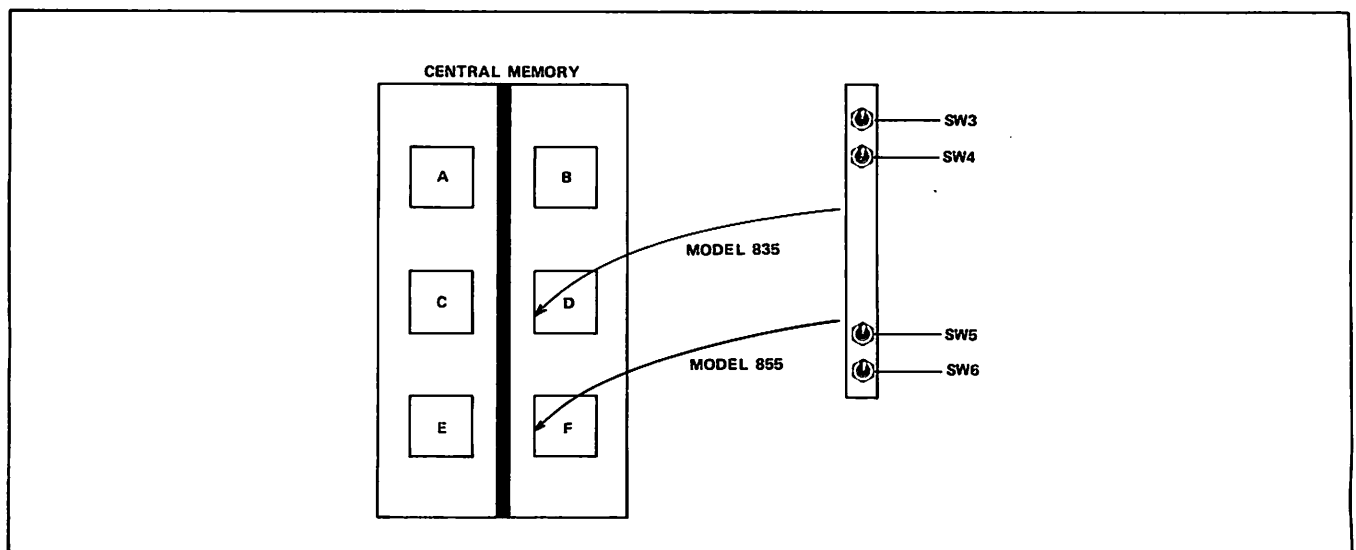 CENTRAL MEMORY
SW3
SW4
A
B
MODEL 835
C
D
SW5
MODEL 855
SW6
E
F